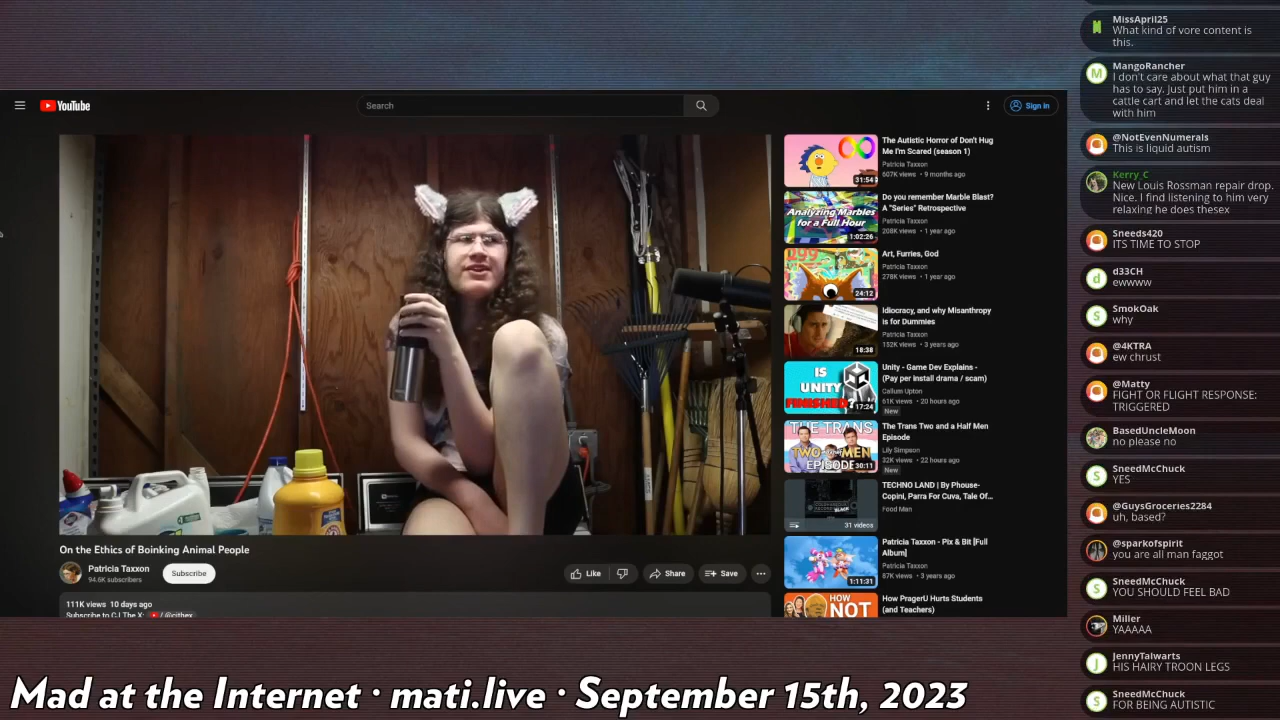 YouTube
Search
Sign in
On the Ethics of Boinking Animal People
Patricia Taxxon
94.6K subscribers
Subscribe
Like
Share
Save
111K views 10 days ago
Subscribe to CJ The X: / @cjthex
The Autistic Horror of Don't Hug
Me I'm Scared (season 1)
Patricia Taxxon
607K views • 9 months ago
31:54
Do you remember Marble Blast?
A "Series" Retrospective
Patricia Taxxon
208K views • 1 year ago
Analyzing Marbles
for a Full Hour
1:02:26
Art, Furries, God
Patricia Taxxon
278K views • 1 year ago
24:12
Idiocracy, and why Misanthropy
is for Dummies
Patricia Taxxon
152K views • 3 years ago
18:38
Unity - Game Dev Explains -
(Pay per install drama / scam)
Callum Upton
61K views • 20 hours ago
New
IS
UNITY
FINISHED?
17:24
The Trans Two and a Half Men
Episode
Lily Simpson
32K views • 22 hours ago
New
THE TRANS
TWO
MEN
EPISODE
30:11
TECHNO LAND | By Phouse-
Copini, Parra For Cuva, Tale Of...
Food Man
31 videos
Patricia Taxxon - Pix & Bit [Full
Album]
Patricia Taxxon
87K views • 3 years ago
1:11:31
How PragerU Hurts Students
(and Teachers)
HOW
NOT
MissApril25
What kind of vore content is
this.
MangoRancher
I don't care about what that guy
has to say. Just put him in a
cattle cart and let the cats deal
with him
@NotEvenNumerals
This is liquid autism
Kerry_C
New Louis Rossman repair drop.
Nice. I find listening to him very
relaxing he does thesex
Sneeds420
ITS TIME TO STOP
d33CH
ewwww
SmokOak
why
@4KTRA
ew chrust
@Matty
FIGHT OR FLIGHT RESPONSE:
TRIGGERED
BasedUncleMoon
no please no
SneedMcChuck
YES
@GuysGroceries2284
uh, based?
@sparkofspirit
you are all man faggot
SneedMcChuck
YOU SHOULD FEEL BAD
Miller
YAAAAA
JennyTalwarts
HIS HAIRY TROON LEGS
SneedMcChuck
FOR BEING AUTISTIC
Mad at the Internet · mati.live · September 15th, 2023